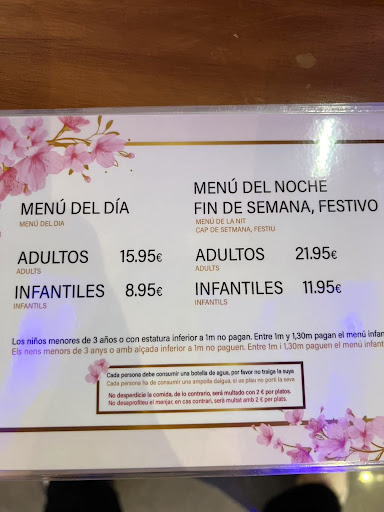 MENÚ DEL DÍA
MENÚ DEL DIA
ADULTOS 15.95€
ADULTS
INFANTILES 8.95€
INFANTILS
MENÚ DEL NOCHE
FIN DE SEMANA, FESTIVO
MENÚ DE LA NIT
CAP DE SETMANA, FESTIU
ADULTOS 21.95€
ADULTS
INFANTILES 11.95€
INFANTILS
Los niños menores de 3 años o con estatura inferior a 1m no pagan. Entre 1m y 1,30m pagan el menú infan
Els nens menors de 3 anys o amb alçada inferior a 1m no paguen. Entre 1m i 1,30m paguen el menú infant
Cada persona debe consumir una botella de agua, por favor no traiga la suya
Cada persona ha de consumir una ampolla daigua, si us plau no porti la seva
No desperdicie la comida, de lo contrario, será multado con 2 € por platos.
No desaprofiteu el menjar, en cas contrari, serà multat amb 2 € per plats.